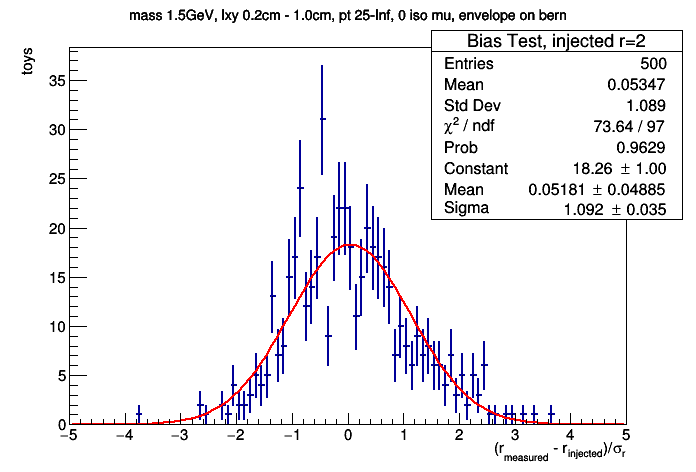 mass 1.5GeV, lxy 0.2cm - 1.0cm, pt 25-Inf, 0 iso mu, envelope on bern
Bias Test, injected r=2
Entries 500
Mean 0.05347
Std Dev 1.089
χ² / ndf 73.64 / 97
Prob 0.9629
Constant 18.26 ± 1.00
Mean 0.05181 ± 0.04885
Sigma 1.092 ± 0.035
toys
35
30
25
20
15
10
5
0
−5 −4 −3 −2 −1 0 1 2 3 4 5
(r_measured - r_injected)/σ_r